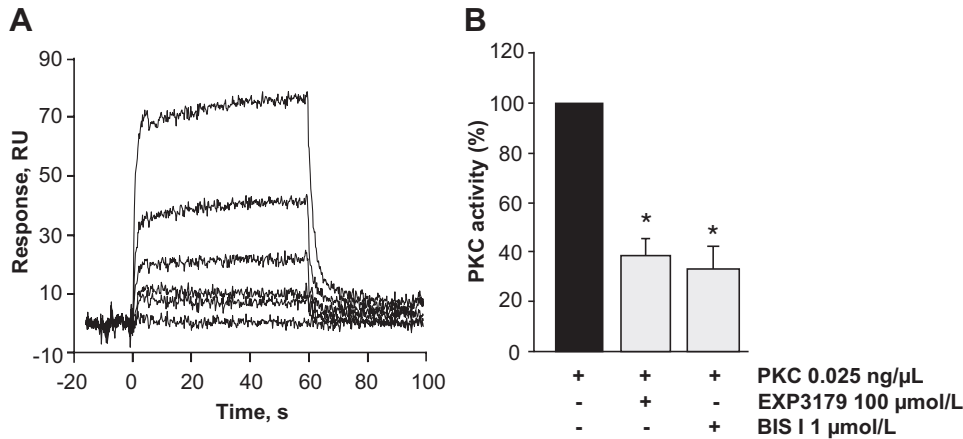 A
Response, RU
90
70
50
30
10
-10
-20 0 20 40 60 80 100
Time, s
B
PKC activity (%)
120
100
80
60
40
20
0
* *
+ + + PKC 0.025 ng/µL
- + - EXP3179 100 µmol/L
- - + BIS I 1 µmol/L